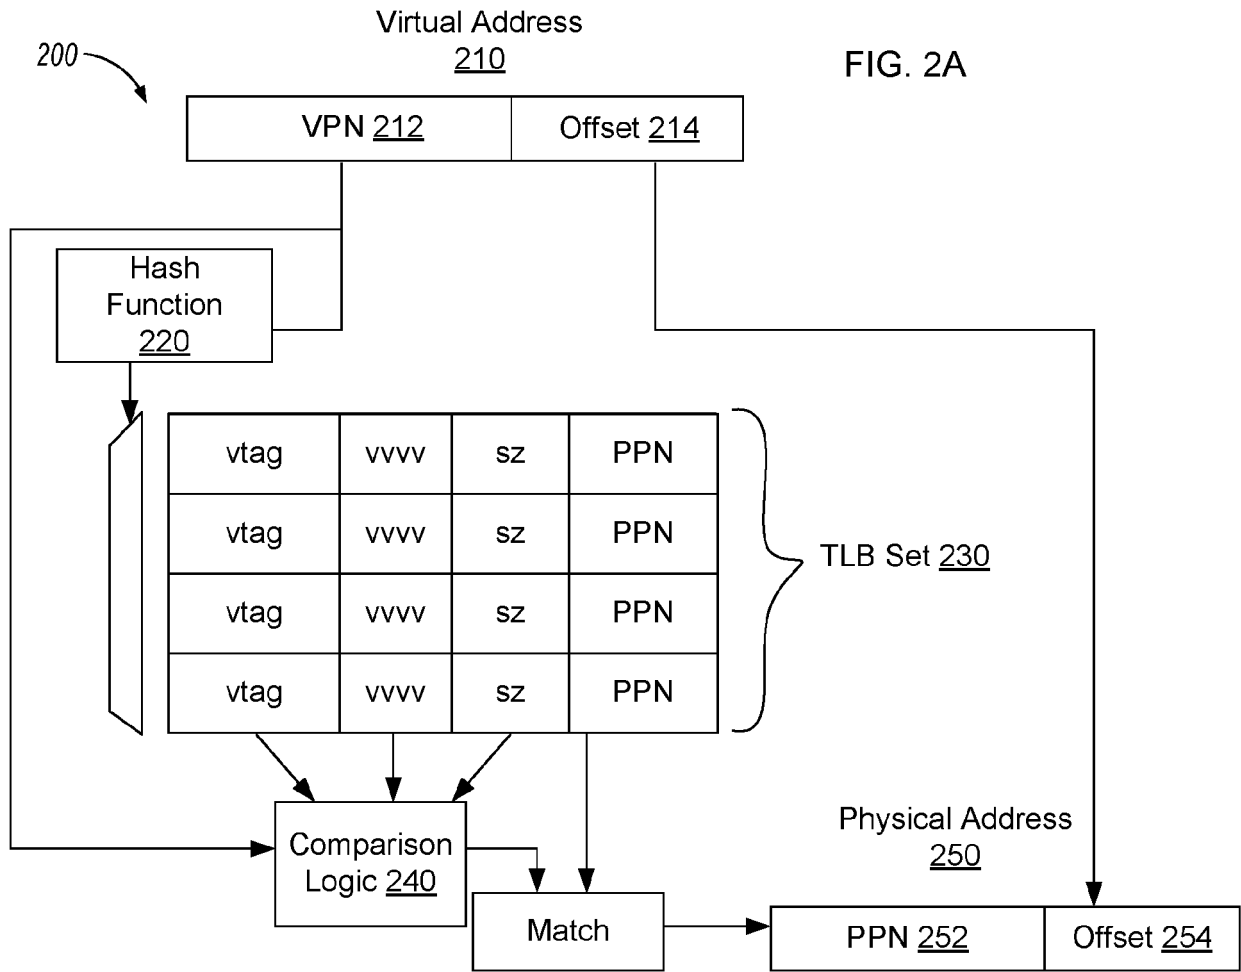 Virtual Address
210
200
FIG. 2A
VPN 212
Offset 214
Hash
Function
220
vtag vvvv sz PPN
vtag vvvv sz PPN
vtag vvvv sz PPN
vtag vvvv sz PPN
TLB Set 230
Comparison
Logic 240
Match
Physical Address
250
PPN 252
Offset 254